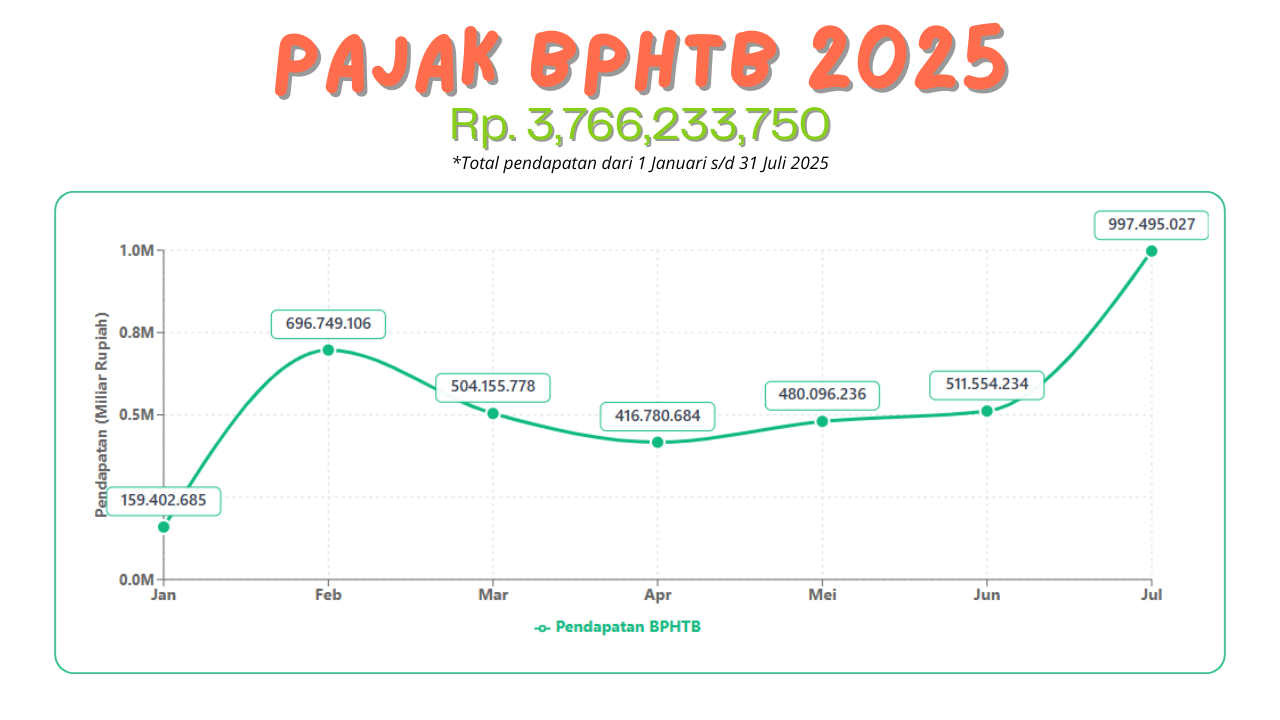 PAJAK BPHTB 2025
Rp. 3,766,233,750
*Total pendapatan dari 1 Januari s/d 31 Juli 2025
Pendapatan (Miliar Rupiah)
1.0M
0.8M
0.5M
0.0M
159.402.685
696.749.106
504.155.778
416.780.684
480.096.236
511.554.234
997.495.027
Jan Feb Mar Apr Mei Jun Jul
Pendapatan BPHTB